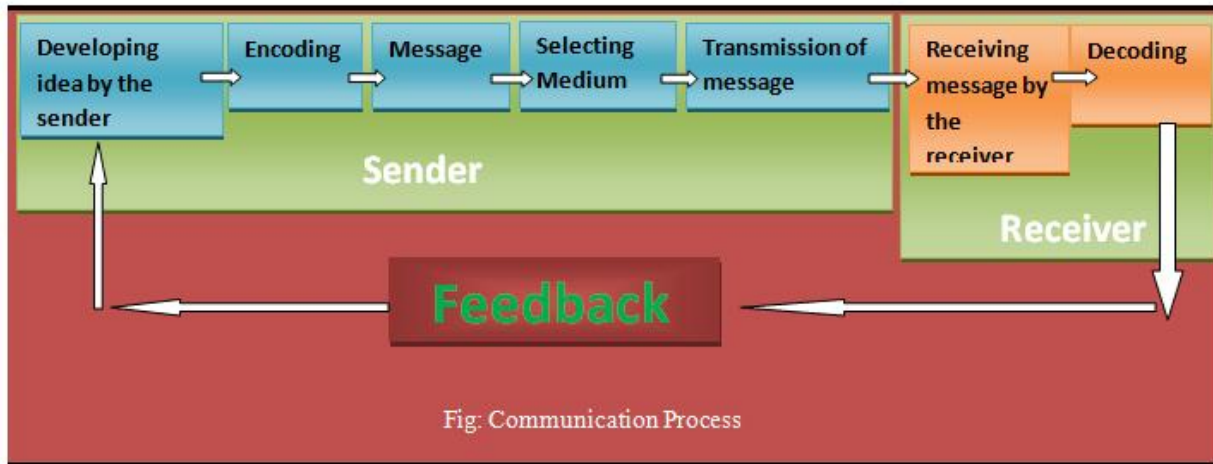 Developing
idea by the
sender
Encoding
Message
Selecting
Medium
Transmission of
message
Receiving
message by
the
receiver
Decoding
Sender
Receiver
Feedback
Fig: Communication Process